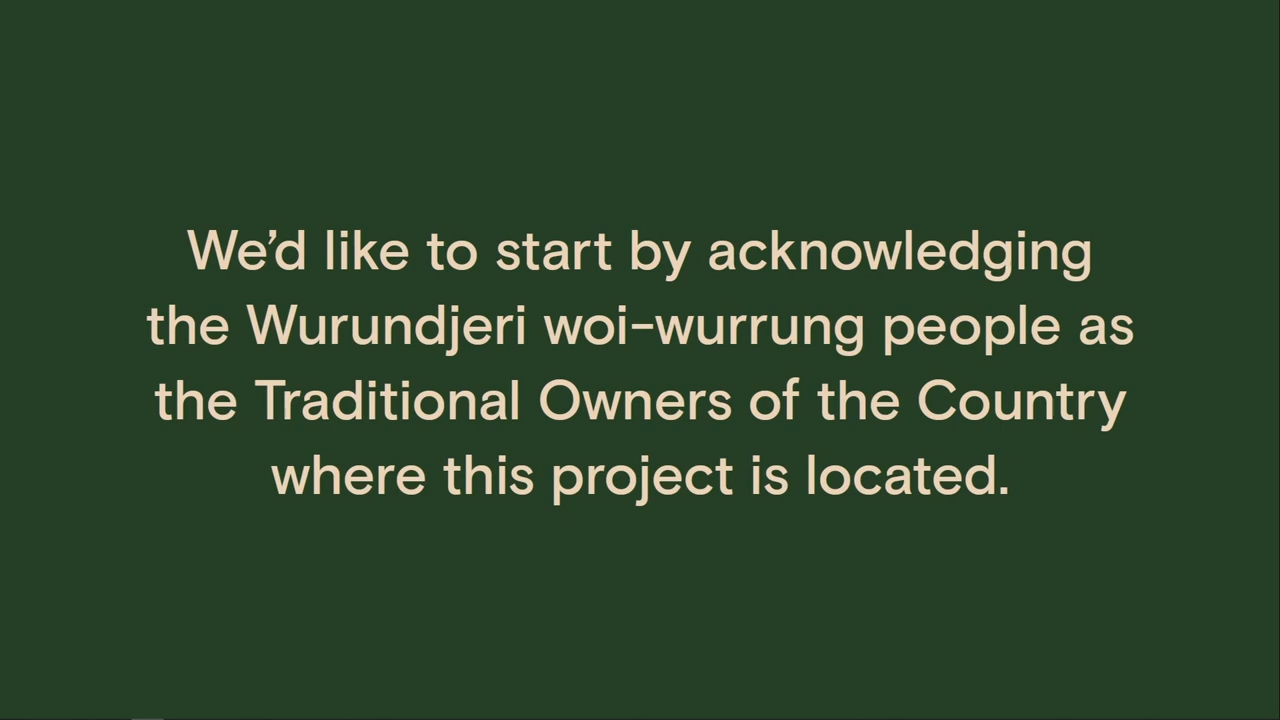 We’d like to start by acknowledging
the Wurundjeri woi-wurrung people as
the Traditional Owners of the Country
where this project is located.